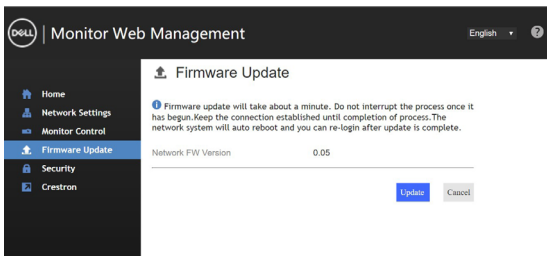 DELL | Monitor Web Management
English ▼ ?
Home
Network Settings
Monitor Control
Firmware Update
Security
Crestron
Firmware Update
Firmware update will take about a minute. Do not interrupt the process once it
has begun.Keep the connection established until completion of process.The
network system will auto reboot and you can re-login after update is complete.
Network FW Version 0.05
Update Cancel